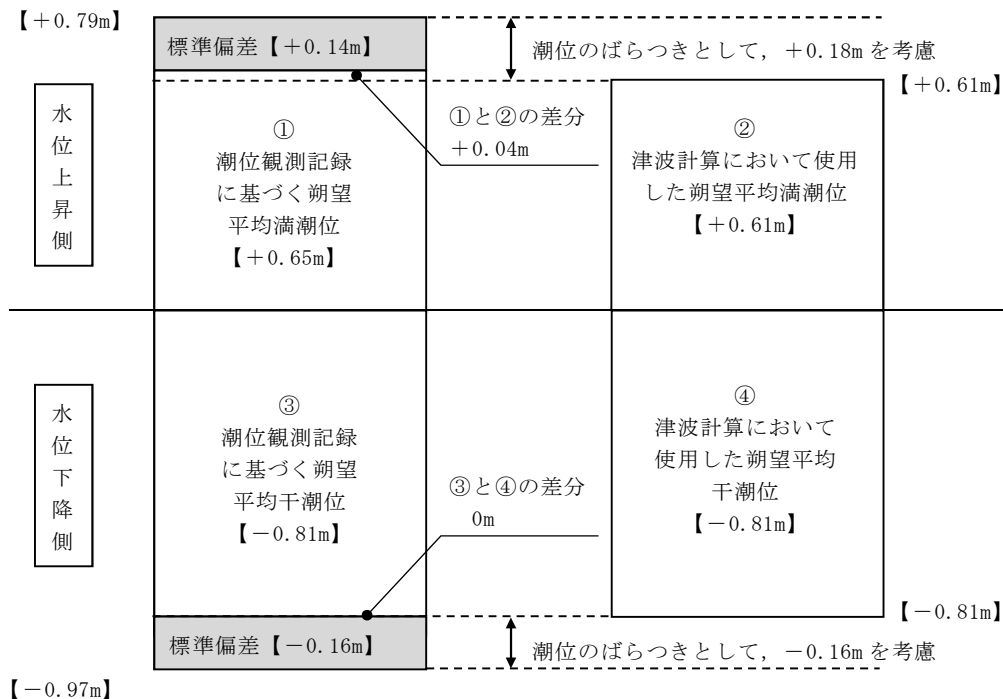 【＋0.79m】
標準偏差【＋0.14m】
潮位のばらつきとして，＋0.18m を考慮
【＋0.61m】
水位上昇側
①
潮位観測記録
に基づく朔望
平均満潮位
【＋0.65m】
①と②の差分
＋0.04m
②
津波計算において使用
した朔望平均満潮位
【＋0.61m】
水位下降側
③
潮位観測記録
に基づく朔望
平均干潮位
【－0.81m】
③と④の差分
0m
④
津波計算において
使用した朔望平均
干潮位
【－0.81m】
【－0.81m】
標準偏差【－0.16m】
潮位のばらつきとして，－0.16m を考慮
【－0.97m】